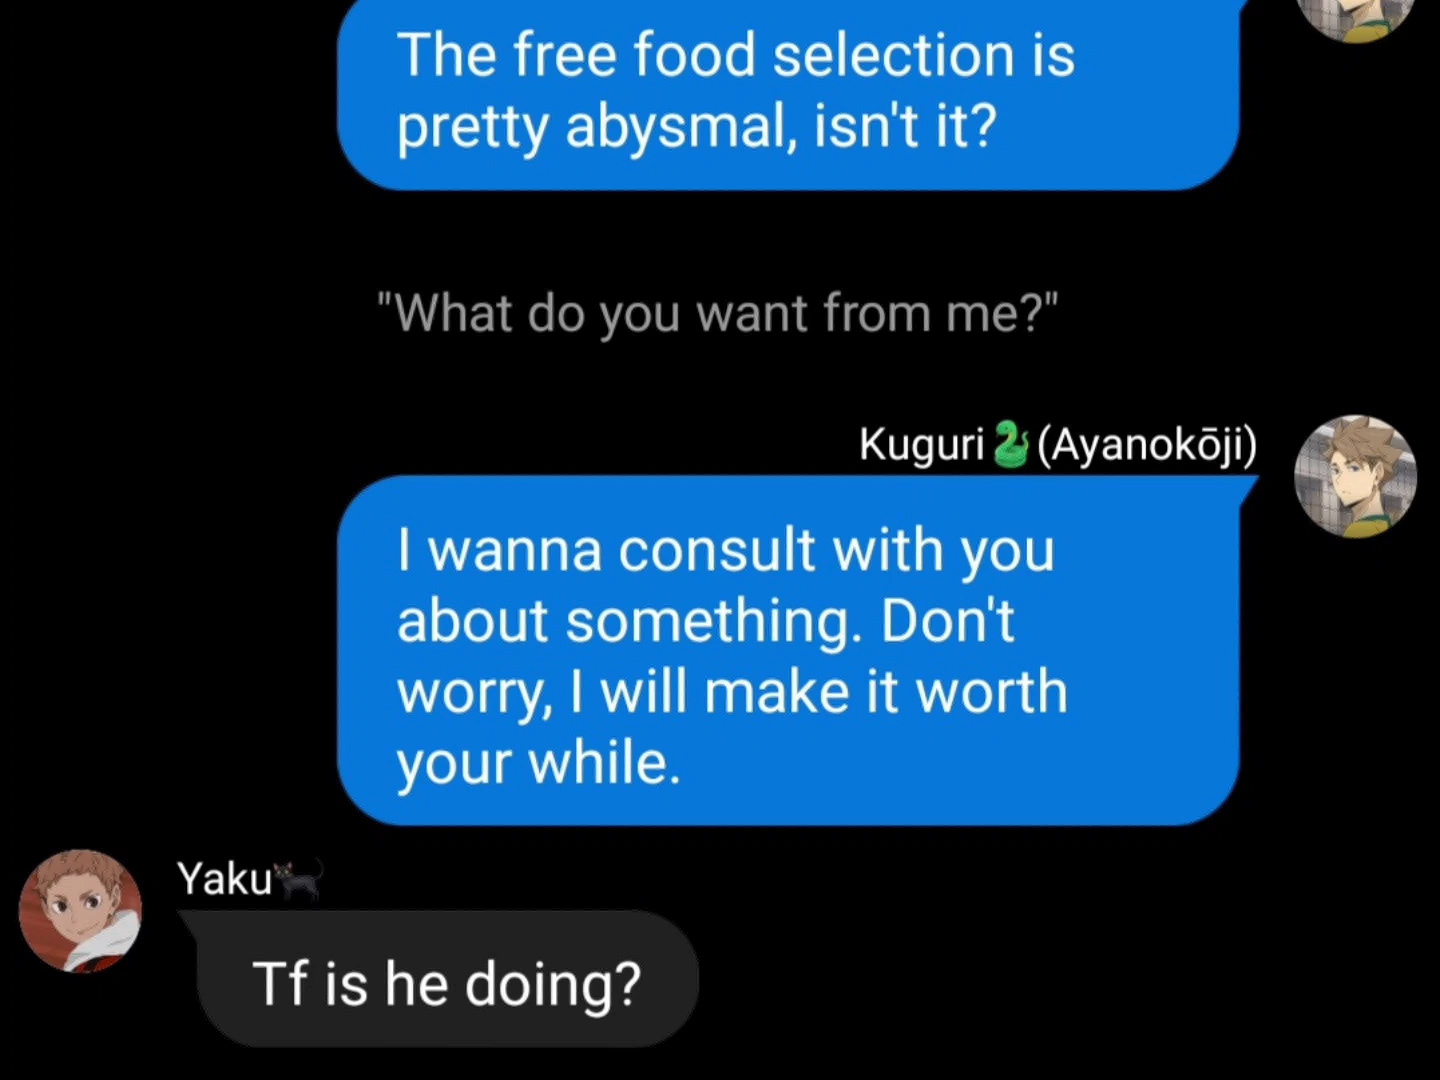 The free food selection is
pretty abysmal, isn't it?
"What do you want from me?"
Kuguri🐍(Ayanokōji)
I wanna consult with you
about something. Don't
worry, I will make it worth
your while.
Yaku🐈‍⬛
Tf is he doing?